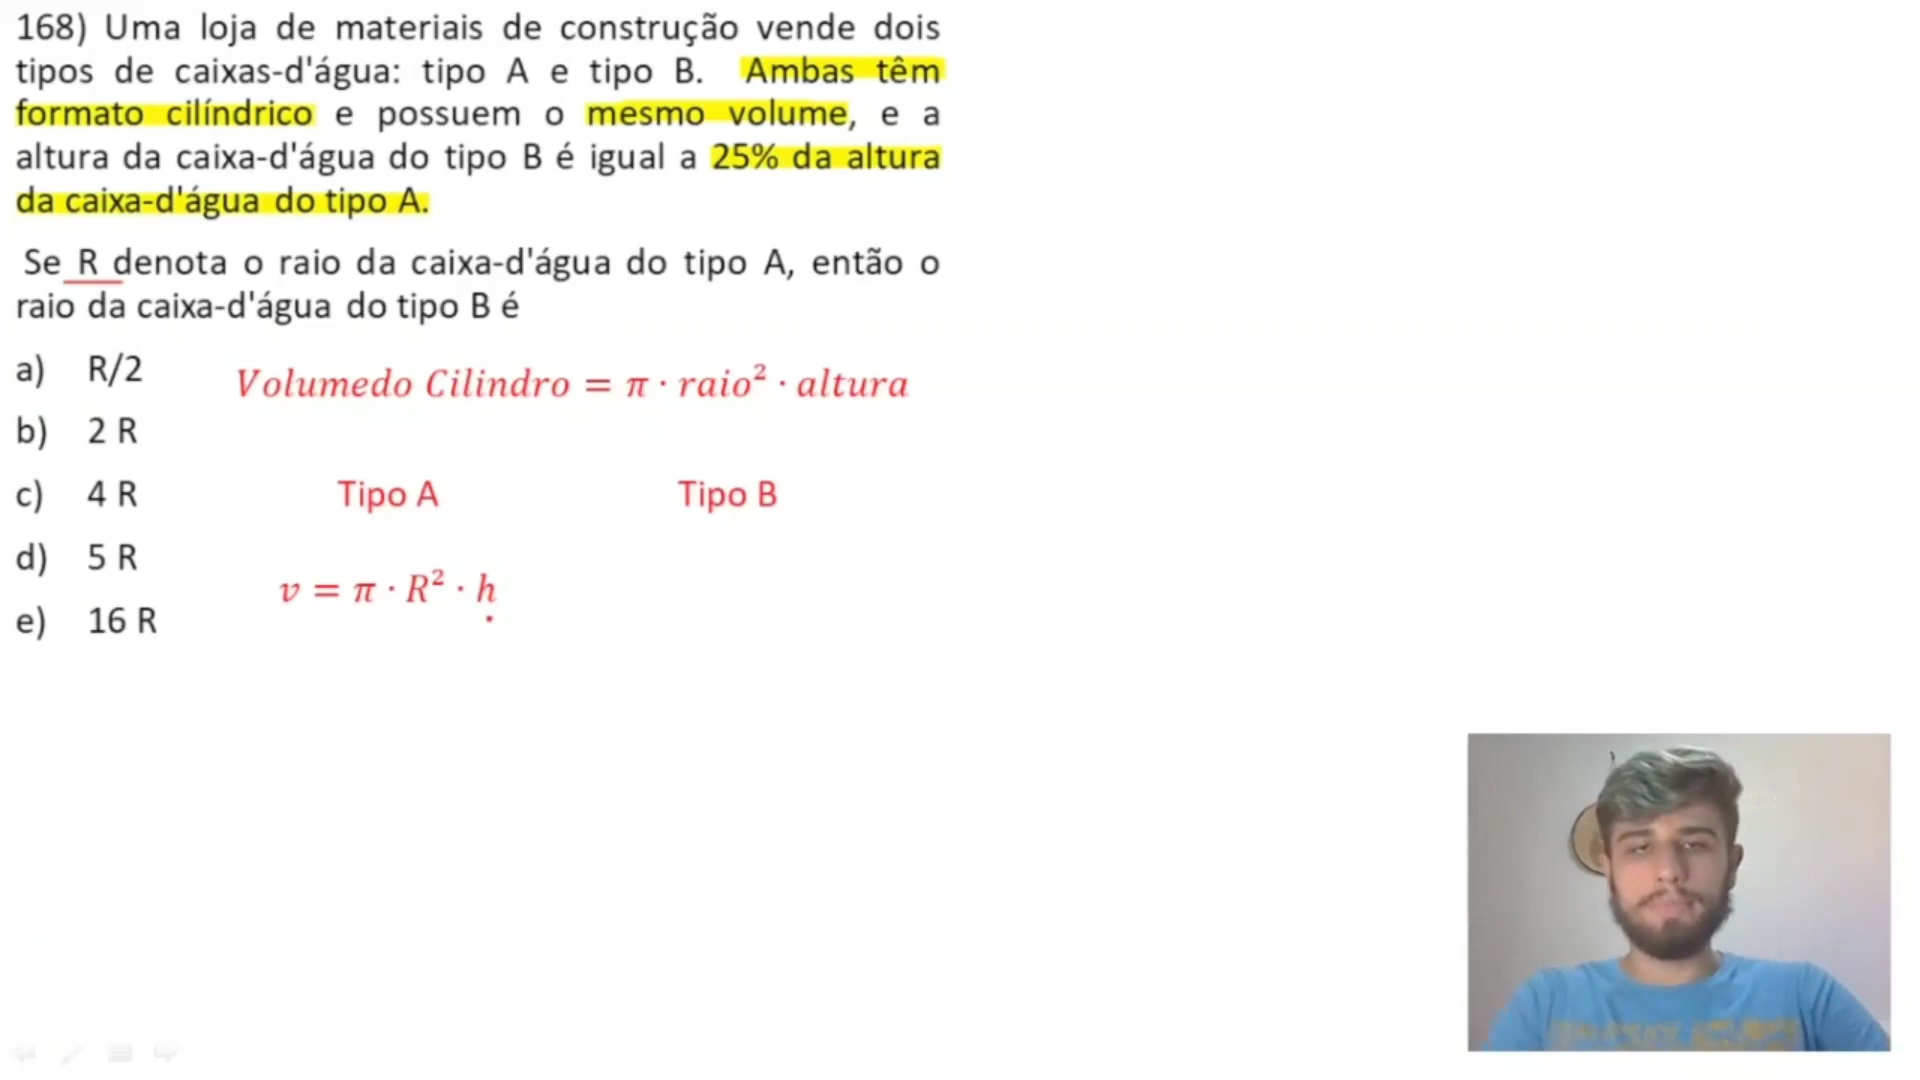 168) Uma loja de materiais de construção vende dois
tipos de caixas-d'água: tipo A e tipo B. Ambas têm
formato cilíndrico e possuem o mesmo volume, e a
altura da caixa-d'água do tipo B é igual a 25% da altura
da caixa-d'água do tipo A.
Se R denota o raio da caixa-d'água do tipo A, então o
raio da caixa-d'água do tipo B é
a) R/2
Volumedo Cilindro = π · raio² · altura
b) 2 R
c) 4 R
Tipo A
Tipo B
d) 5 R
v = π · R² · h
e) 16 R